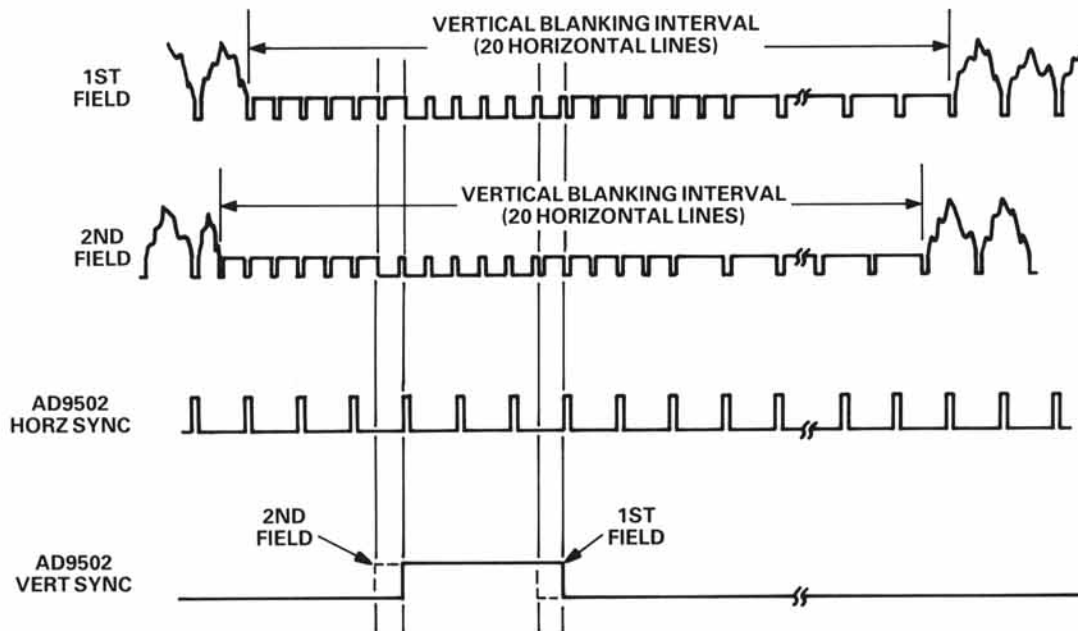 VERTICAL BLANKING INTERVAL
(20 HORIZONTAL LINES)
1ST
FIELD
VERTICAL BLANKING INTERVAL
(20 HORIZONTAL LINES)
2ND
FIELD
AD9502
HORZ SYNC
2ND
FIELD
1ST
FIELD
AD9502
VERT SYNC